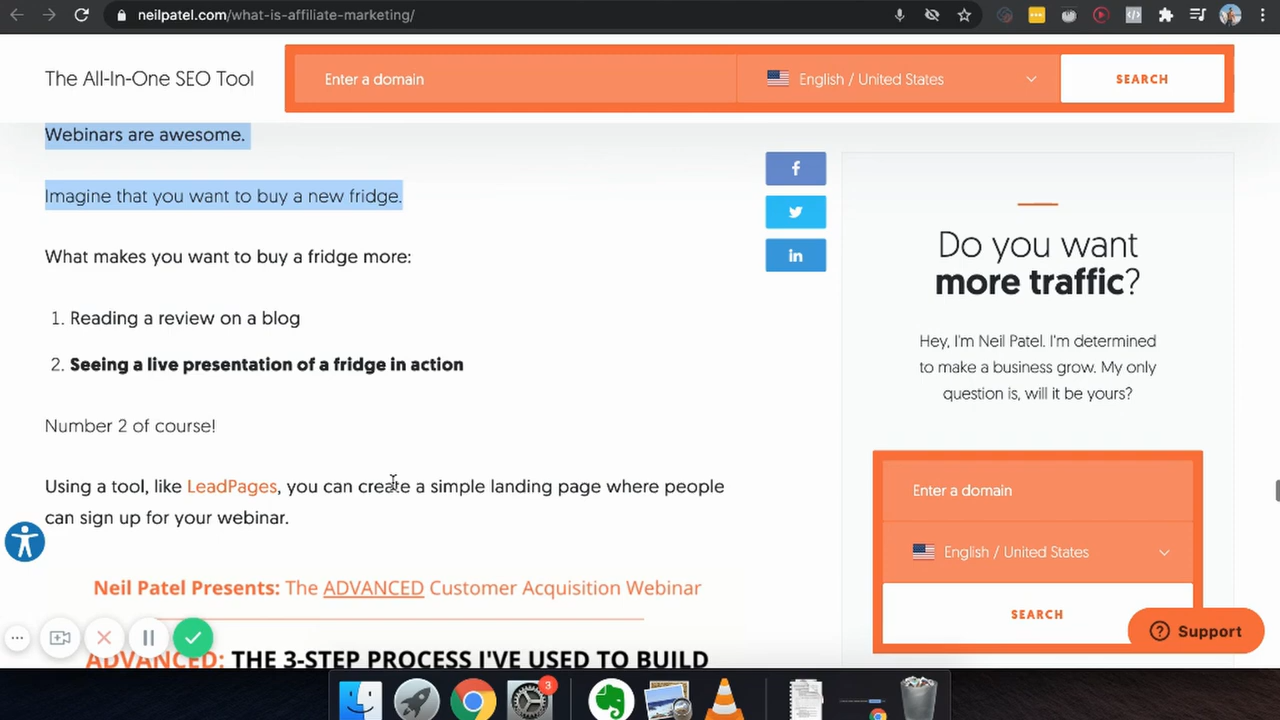 neilpatel.com/what-is-affiliate-marketing/
The All-In-One SEO Tool
Enter a domain
English / United States
SEARCH
Webinars are awesome.
Imagine that you want to buy a new fridge.
What makes you want to buy a fridge more:
1. Reading a review on a blog
2. Seeing a live presentation of a fridge in action
Number 2 of course!
Using a tool, like LeadPages, you can create a simple landing page where people
can sign up for your webinar.
Neil Patel Presents: The ADVANCED Customer Acquisition Webinar
ADVANCED: THE 3-STEP PROCESS I'VE USED TO BUILD
f
in
Do you want
more traffic?
Hey, I'm Neil Patel. I'm determined
to make a business grow. My only
question is, will it be yours?
Enter a domain
English / United States
SEARCH
Support
3